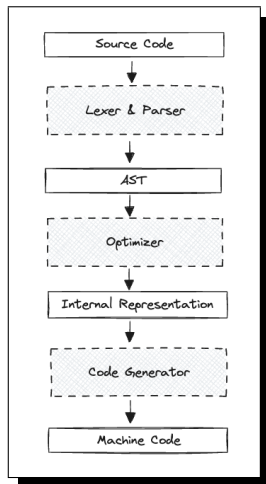 Source Code
Lexer & Parser
AST
Optimizer
Internal Representation
Code Generator
Machine Code